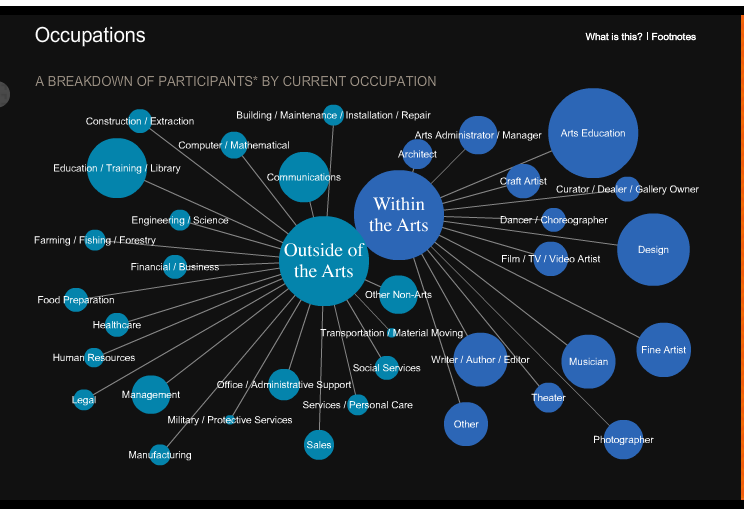 Occupations
What is this? | Footnotes
A BREAKDOWN OF PARTICIPANTS* BY CURRENT OCCUPATION
Construction / Extraction
Building / Maintenance / Installation / Repair
Computer / Mathematical
Arts Administrator / Manager
Arts Education
Architect
Education / Training / Library
Communications
Craft Artist
Curator / Dealer / Gallery Owner
Within
the Arts
Engineering / Science
Dancer / Choreographer
Farming / Fishing / Forestry
Outside of
the Arts
Design
Film / TV / Video Artist
Financial / Business
Other Non-Arts
Food Preparation
Healthcare
Transportation / Material Moving
Fine Artist
Human Resources
Writer / Author / Editor
Musician
Social Services
Office / Administrative Support
Management
Legal
Theater
Services / Personal Care
Military / Protective Services
Other
Photographer
Sales
Manufacturing